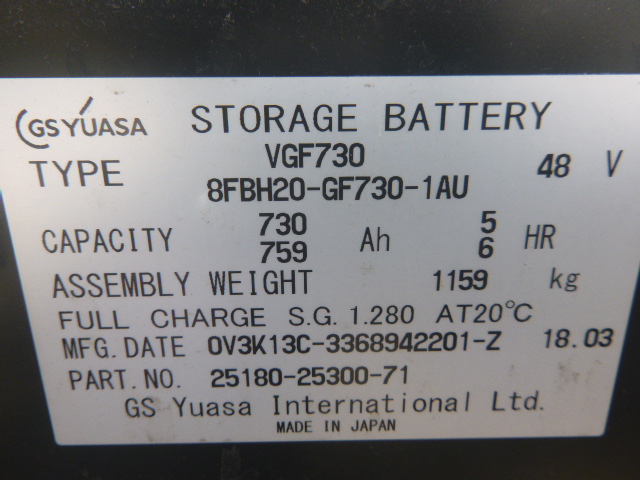 GS YUASA STORAGE BATTERY
TYPE VGF730 48 V
8FBH20-GF730-1AU
CAPACITY 730 Ah 5 HR
759 6
ASSEMBLY WEIGHT 1159 kg
FULL CHARGE S.G. 1.280 AT20℃
MFG. DATE 0V3K13C-3368942201-Z 18.03
PART. NO. 25180-25300-71
GS Yuasa International Ltd.
MADE IN JAPAN